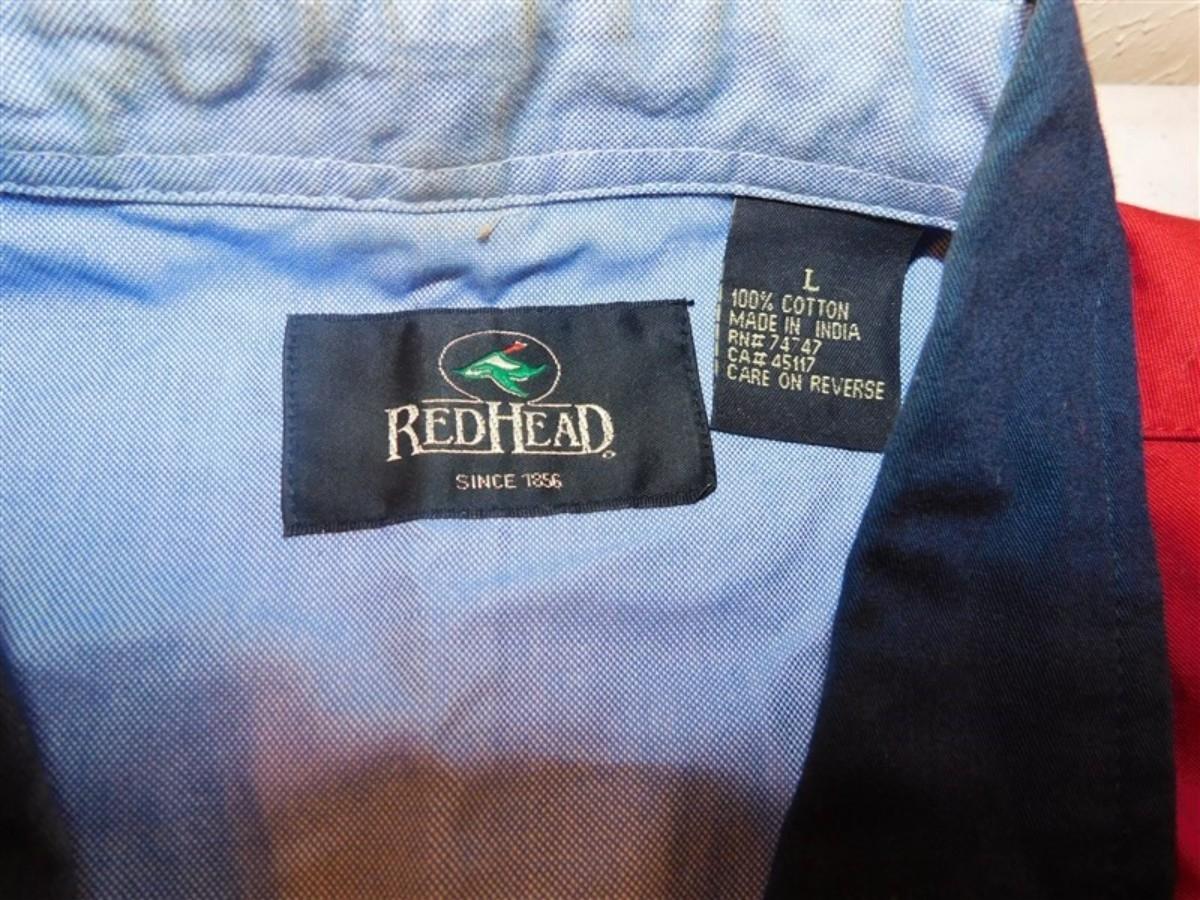 REDHEAD
SINCE 1856
L
100% COTTON
MADE IN INDIA
RN# 74747
CA# 45117
CARE ON REVERSE